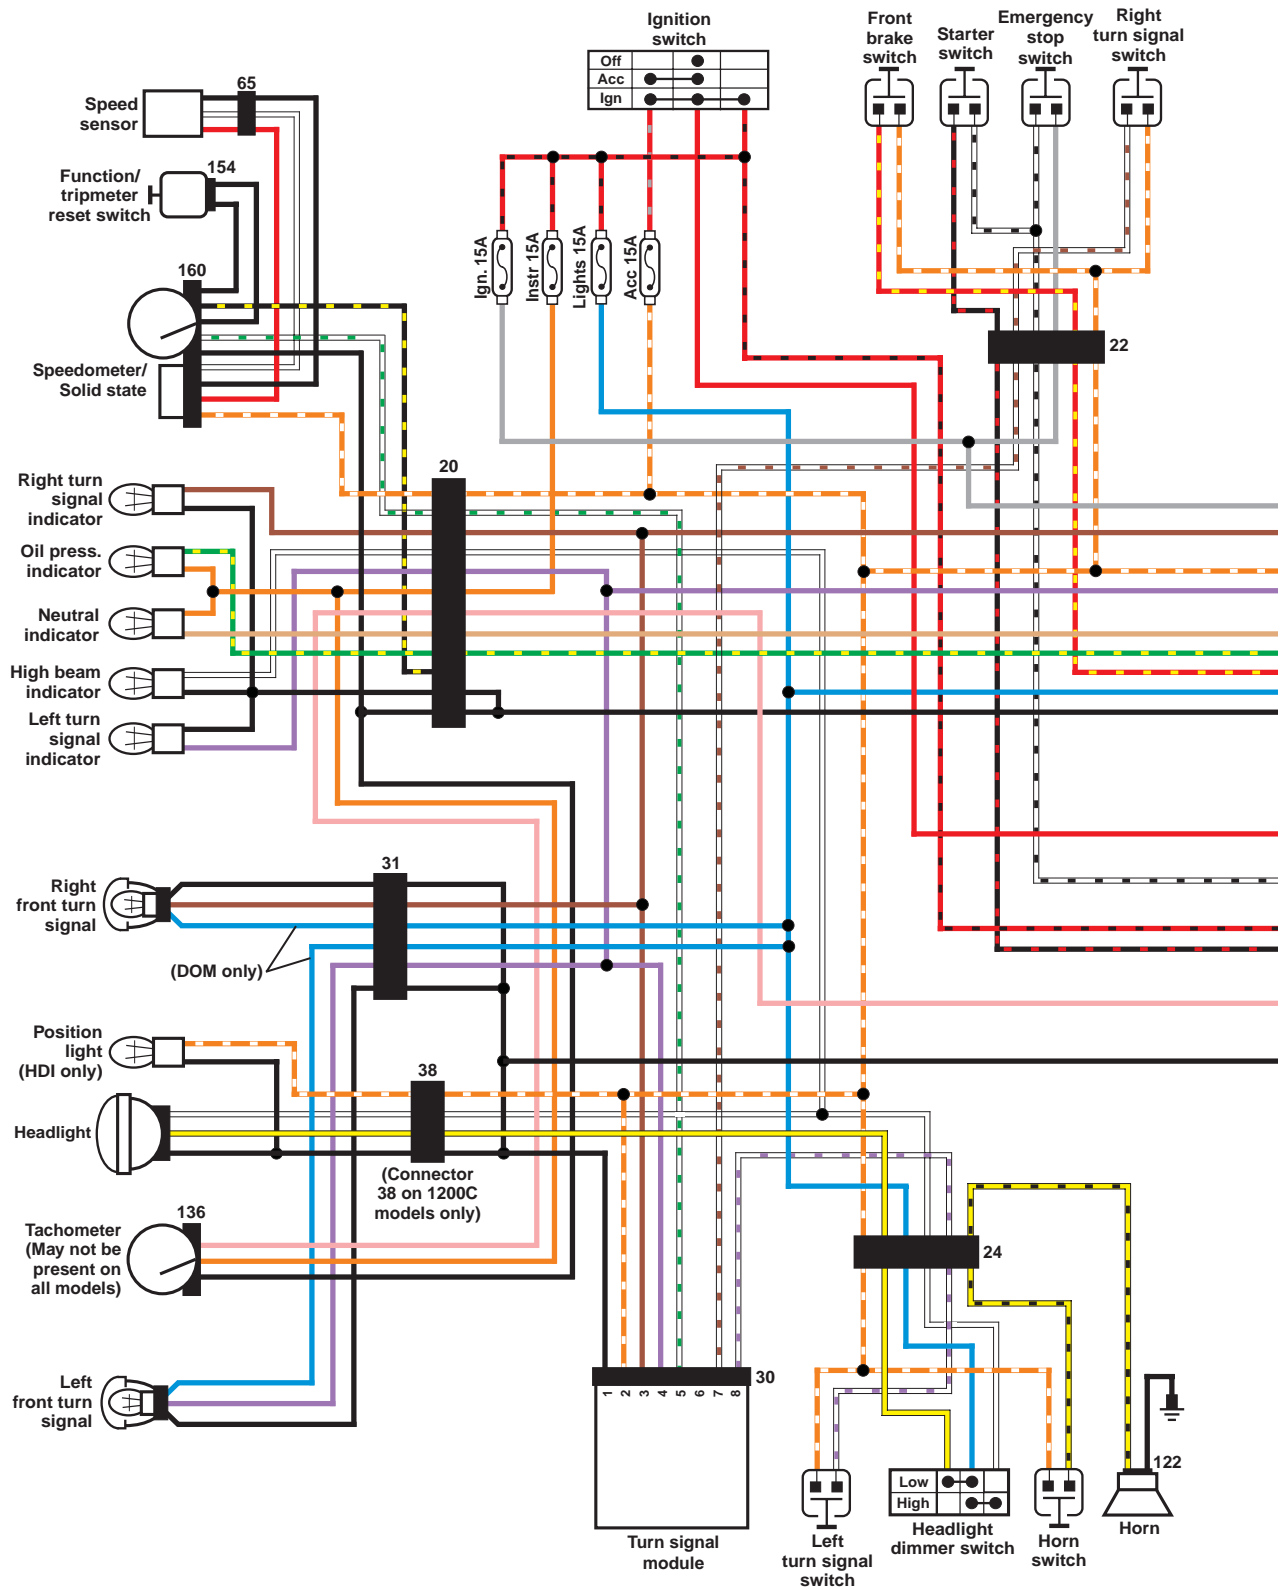 Ignition
switch
Off
Acc
Ign
Front
brake
switch
Starter
switch
Emergency
stop
switch
Right
turn signal
switch
Speed
sensor
65
Function/
tripmeter
reset switch
154
160
Speedometer/
Solid state
Ign. 15A
Instr 15A
Lights 15A
Acc 15A
22
20
Right turn
signal
indicator
Oil press.
indicator
Neutral
indicator
High beam
indicator
Left turn
signal
indicator
31
Right
front turn
signal
(DOM only)
Position
light
(HDI only)
38
Headlight
(Connector
38 on 1200C
models only)
136
Tachometer
(May not be
present on
all models)
24
Left
front turn
signal
30
1 2 3 4 5 6 7 8
Turn signal
module
Left
turn signal
switch
Low
High
Headlight
dimmer switch
Horn
switch
122
Horn